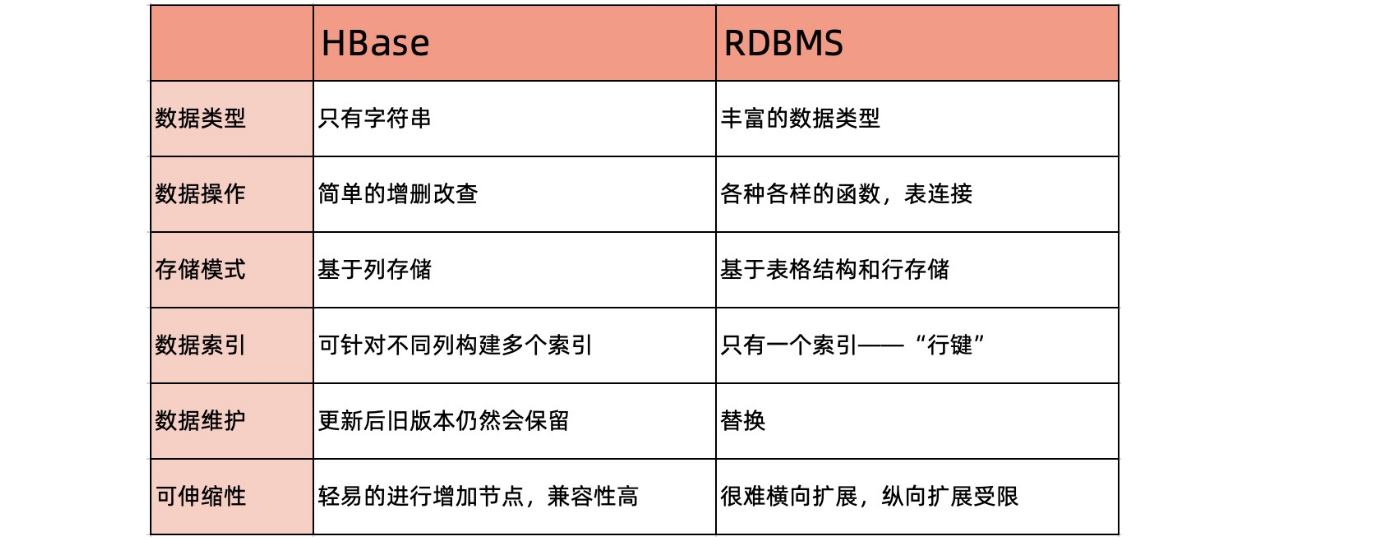 HBase RDBMS
数据类型 只有字符串 丰富的数据类型
数据操作 简单的增删改查 各种各样的函数，表连接
存储模式 基于列存储 基于表格结构和行存储
数据索引 可针对不同列构建多个索引 只有一个索引——“行键”
数据维护 更新后旧版本仍然会保留 替换
可伸缩性 轻易的进行增加节点，兼容性高 很难横向扩展，纵向扩展受限